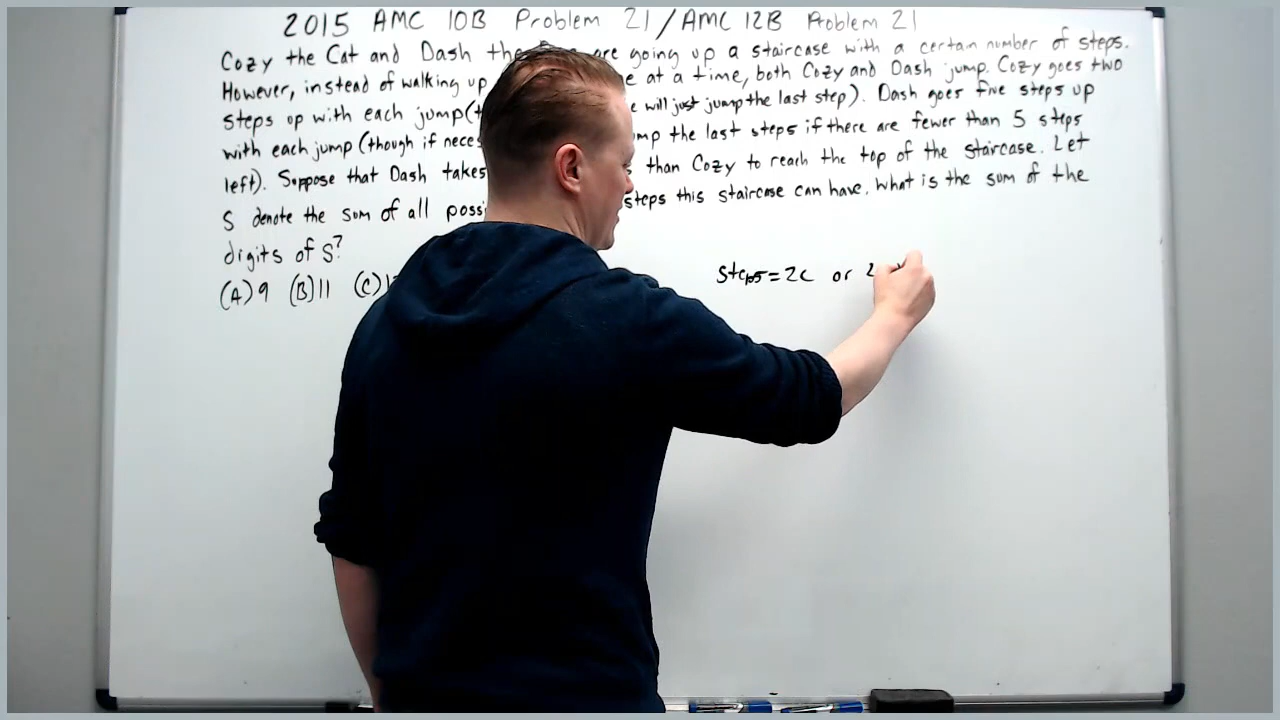 2015 AMC 10B Problem 21/AMC 12B Problem 21
Cozy the Cat and Dash the are going up a staircase with a certain number of steps.
However, instead of walking up at a time, both Cozy and Dash jump. Cozy goes two
steps up with each jump( will just jump the last step). Dash goes five steps up
with each jump (though if the last steps if there are fewer than 5 steps
left). Suppose that Dash takes than Cozy to reach the top of the staircase. Let
S denote the sum of all steps this staircase can have. What is the sum of the
digits of S?
(A)9 (B)11 (C)
Steps=2c or 2